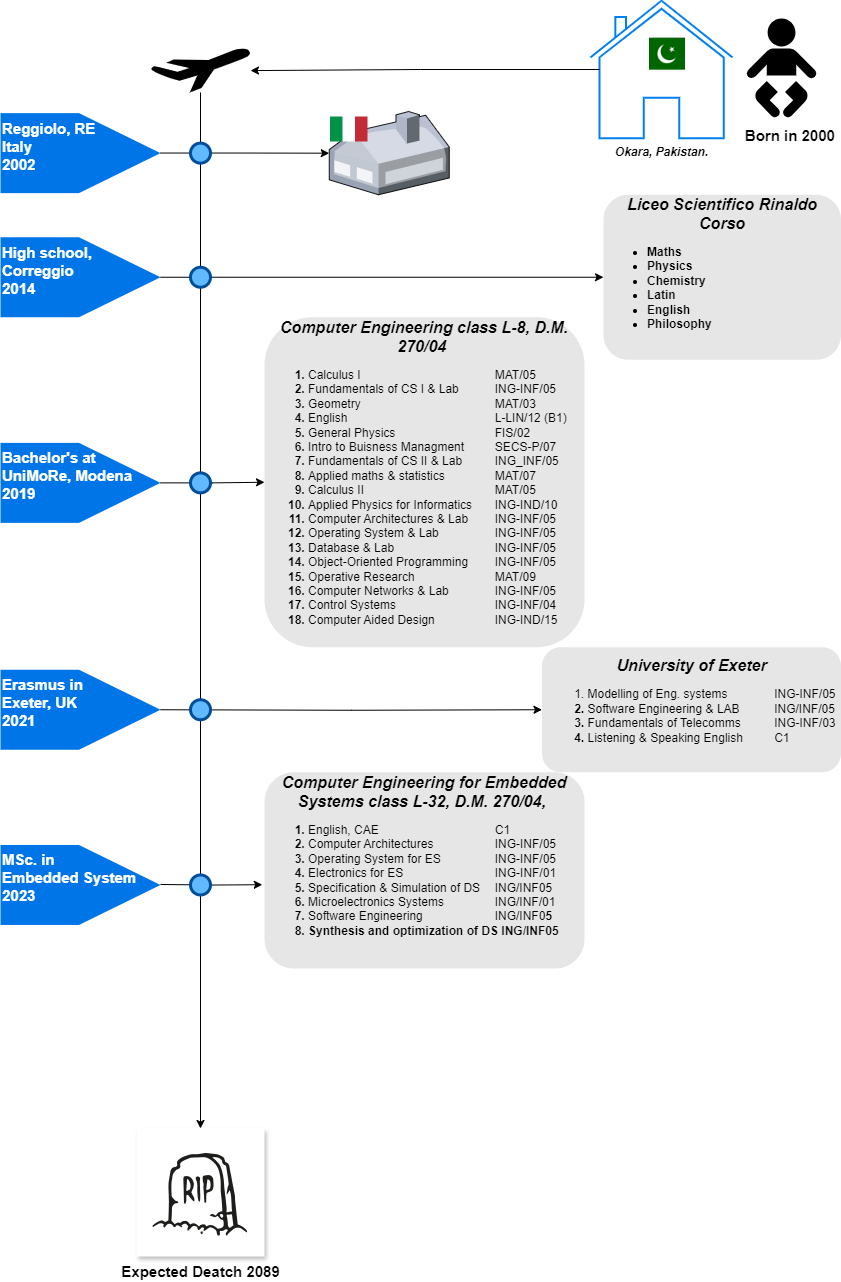 Born in 2000
Okara, Pakistan.
Reggiolo, RE
Italy
2002
High school,
Correggio
2014
Liceo Scientifico Rinaldo
Corso
• Maths
• Physics
• Chemistry
• Latin
• English
• Philosophy
Bachelor's at
UniMoRe, Modena
2019
Computer Engineering class L-8, D.M.
270/04
1. Calculus I MAT/05
2. Fundamentals of CS I & Lab ING-INF/05
3. Geometry MAT/03
4. English L-LIN/12 (B1)
5. General Physics FIS/02
6. Intro to Buisness Managment SECS-P/07
7. Fundamentals of CS II & Lab ING_INF/05
8. Applied maths & statistics MAT/07
9. Calculus II MAT/05
10. Applied Physics for Informatics ING-IND/10
11. Computer Architectures & Lab ING-INF/05
12. Operating System & Lab ING-INF/05
13. Database & Lab ING-INF/05
14. Object-Oriented Programming ING-INF/05
15. Operative Research MAT/09
16. Computer Networks & Lab ING-INF/05
17. Control Systems ING-INF/04
18. Computer Aided Design ING-IND/15
Erasmus in
Exeter, UK
2021
University of Exeter
1. Modelling of Eng. systems ING-INF/05
2. Software Engineering & LAB ING/INF/05
3. Fundamentals of Telecomms ING-INF/03
4. Listening & Speaking English C1
MSc. in
Embedded System
2023
Computer Engineering for Embedded
Systems class L-32, D.M. 270/04,
1. English, CAE C1
2. Computer Architectures ING-INF/05
3. Operating System for ES ING-INF/05
4. Electronics for ES ING-INF/01
5. Specification & Simulation of DS ING/INF05
6. Microelectronics Systems ING/INF/01
7. Software Engineering ING/INF05
8. Synthesis and optimization of DS ING/INF05
RIP
Expected Deatch 2089